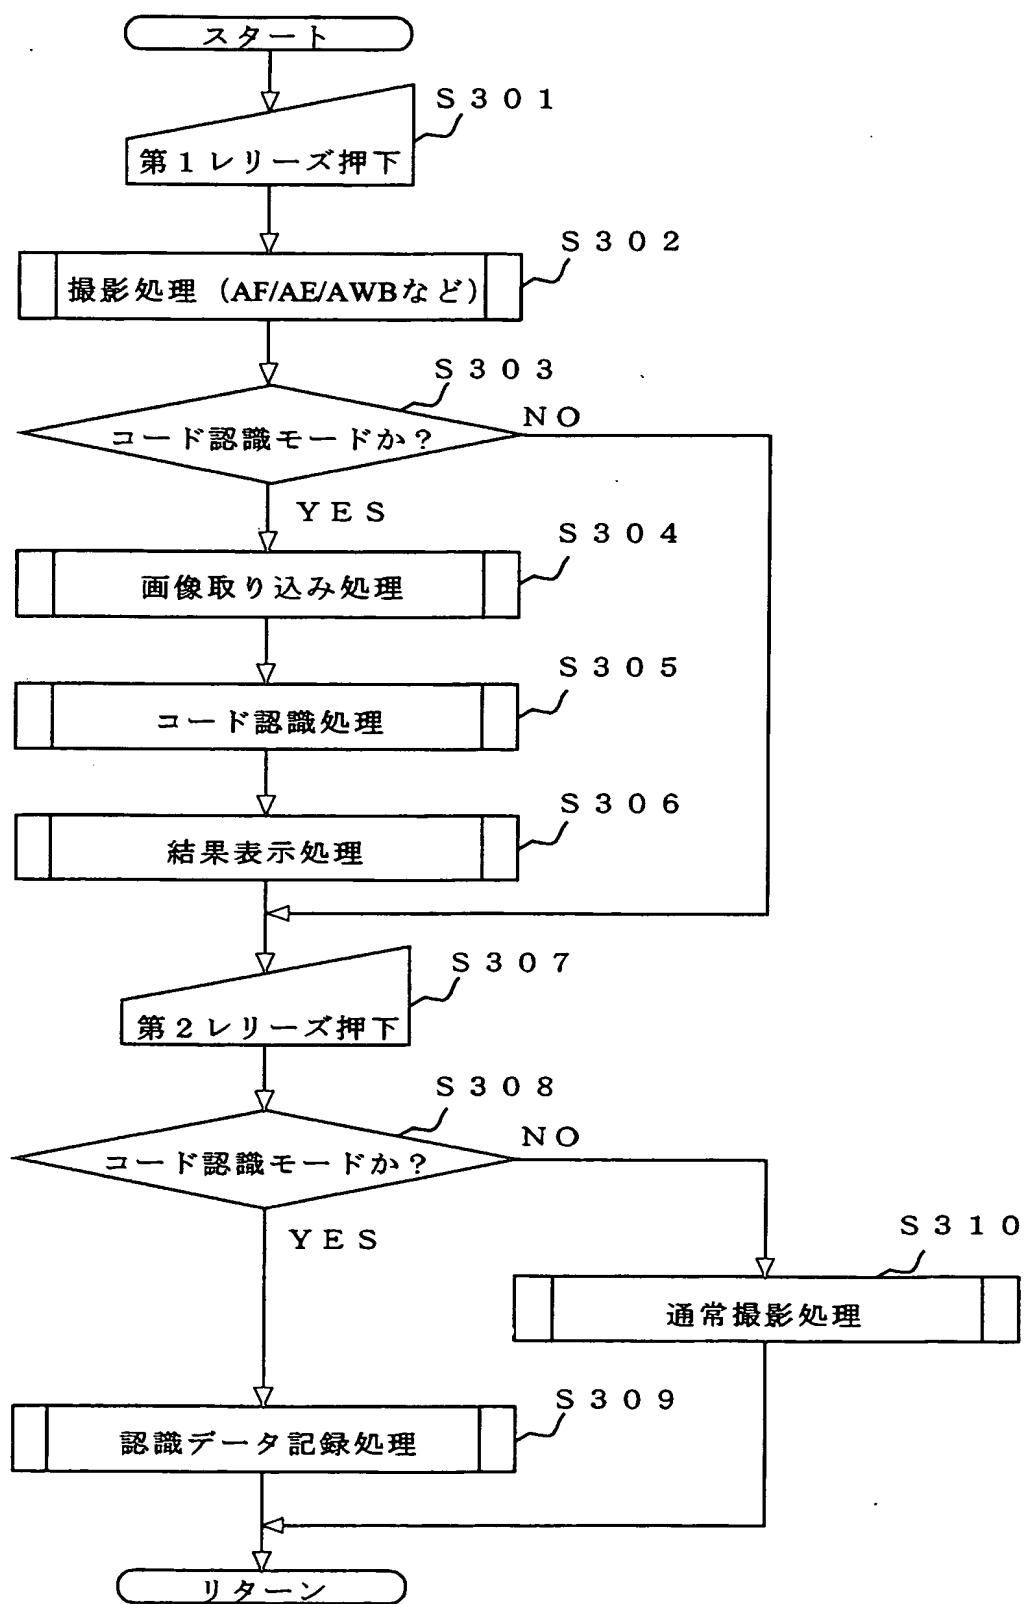 スタート
S301
第1レリーズ押下
S302
撮影処理（AF/AE/AWBなど）
S303
コード認識モードか？
NO
YES
S304
画像取り込み処理
S305
コード認識処理
S306
結果表示処理
S307
第2レリーズ押下
S308
コード認識モードか？
NO
YES
S310
通常撮影処理
S309
認識データ記録処理
リターン